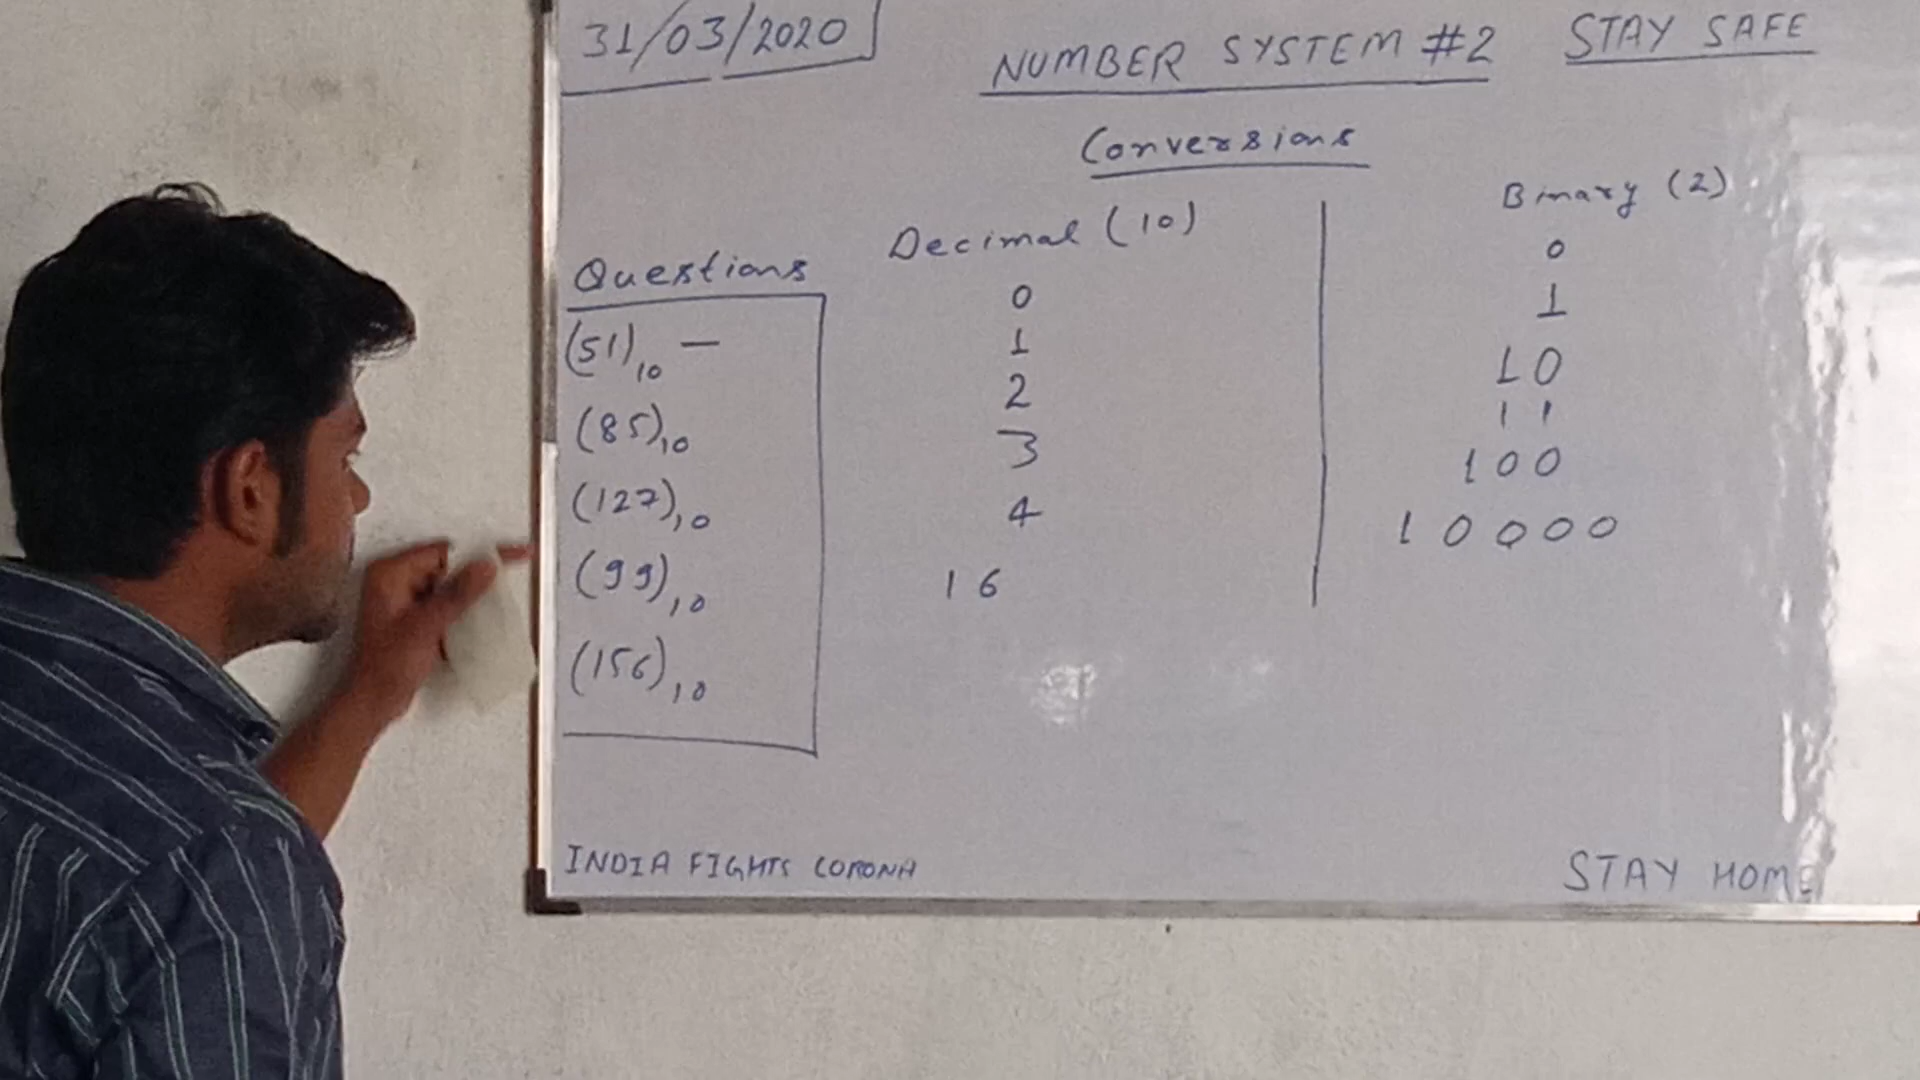 31/03/2020
NUMBER SYSTEM #2
STAY SAFE
Conversions
Questions
(51)10 —
(85)10
(127)10
(99)10
(156)10
Decimal (10)
0
1
2
3
4
16
Binary (2)
0
1
10
11
100
10000
INDIA FIGHTS CORONA
STAY HOME